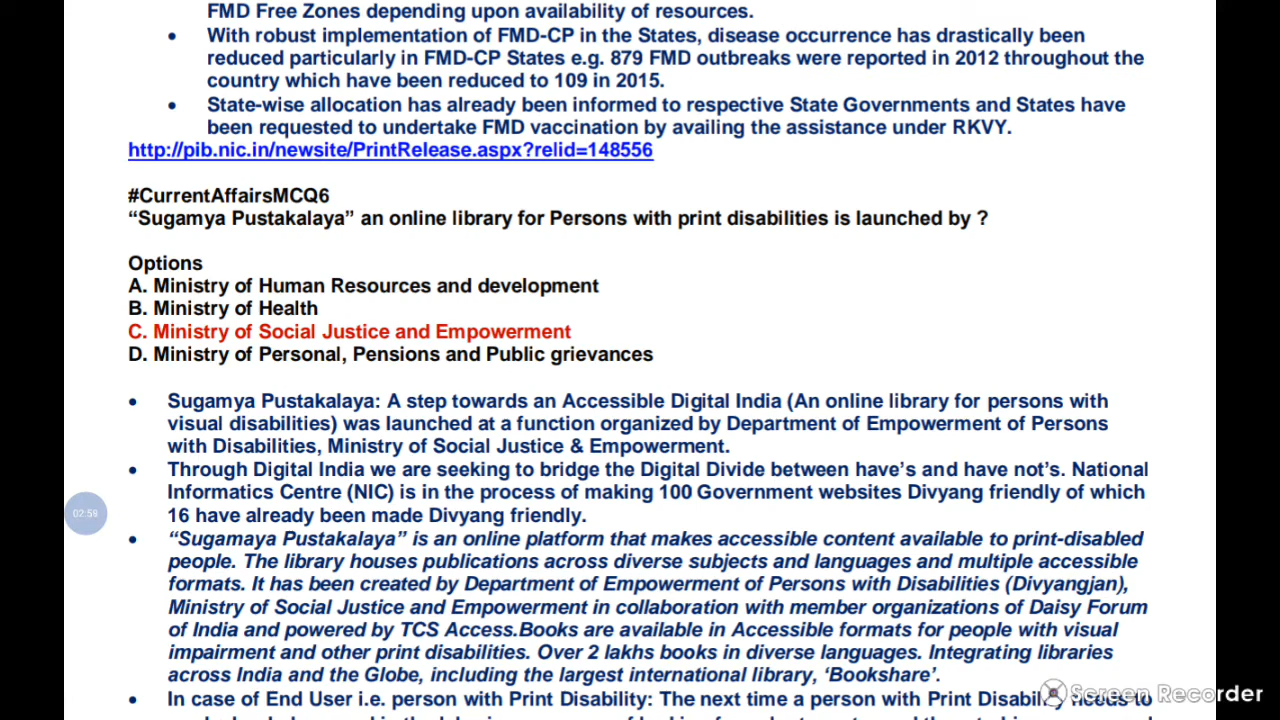 FMD Free Zones depending upon availability of resources.
• With robust implementation of FMD-CP in the States, disease occurrence has drastically been
reduced particularly in FMD-CP States e.g. 879 FMD outbreaks were reported in 2012 throughout the
country which have been reduced to 109 in 2015.
• State-wise allocation has already been informed to respective State Governments and States have
been requested to undertake FMD vaccination by availing the assistance under RKVY.
http://pib.nic.in/newsite/PrintRelease.aspx?relid=148556
#CurrentAffairsMCQ6
“Sugamya Pustakalaya” an online library for Persons with print disabilities is launched by ?
Options
A. Ministry of Human Resources and development
B. Ministry of Health
C. Ministry of Social Justice and Empowerment
D. Ministry of Personal, Pensions and Public grievances
• Sugamya Pustakalaya: A step towards an Accessible Digital India (An online library for persons with
visual disabilities) was launched at a function organized by Department of Empowerment of Persons
with Disabilities, Ministry of Social Justice & Empowerment.
• Through Digital India we are seeking to bridge the Digital Divide between have’s and have not’s. National
Informatics Centre (NIC) is in the process of making 100 Government websites Divyang friendly of which
16 have already been made Divyang friendly.
02:59
• “Sugamaya Pustakalaya” is an online platform that makes accessible content available to print-disabled
people. The library houses publications across diverse subjects and languages and multiple accessible
formats. It has been created by Department of Empowerment of Persons with Disabilities (Divyangjan),
Ministry of Social Justice and Empowerment in collaboration with member organizations of Daisy Forum
of India and powered by TCS Access.Books are available in Accessible formats for people with visual
impairment and other print disabilities. Over 2 lakhs books in diverse languages. Integrating libraries
across India and the Globe, including the largest international library, ‘Bookshare’.
• In case of End User i.e. person with Print Disability: The next time a person with Print Disability needs to
Screen Recorder